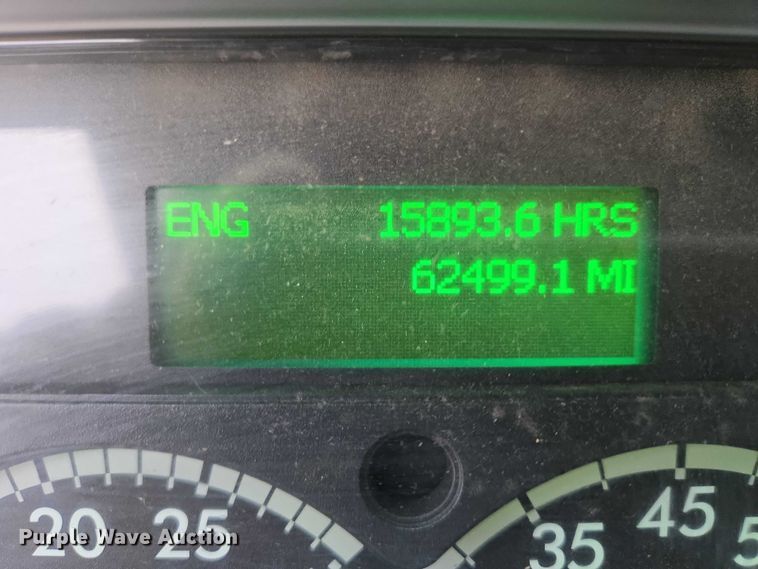 ENG 15893.6 HRS
62499.1 MI
20 25 35 45
Purple Wave Auction